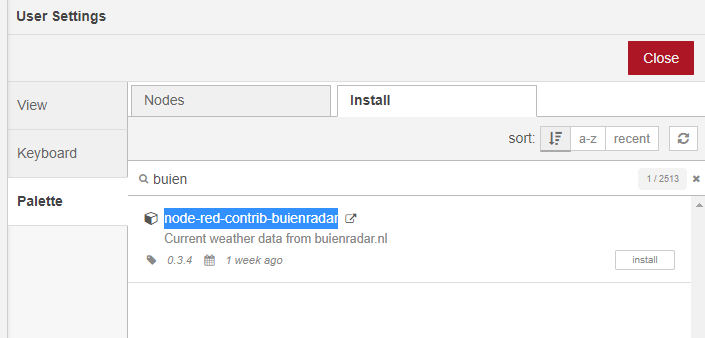 User Settings
Close
View
Keyboard
Palette
Nodes
Install
sort: a-z recent
buien 1 / 2513
node-red-contrib-buienradar
Current weather data from buienradar.nl
0.3.4 1 week ago install